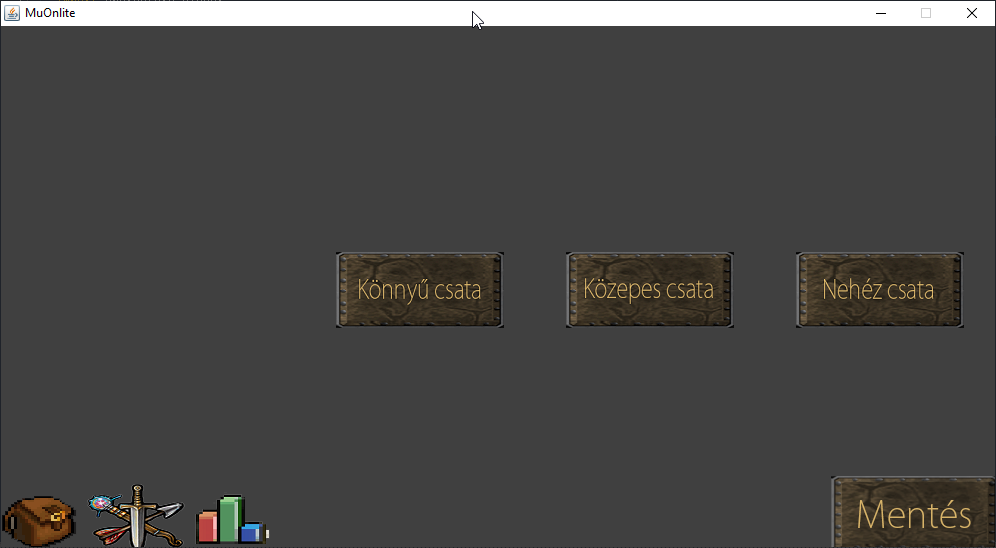 MuOnlite
Könnyű csata
Közepes csata
Nehéz csata
Mentés